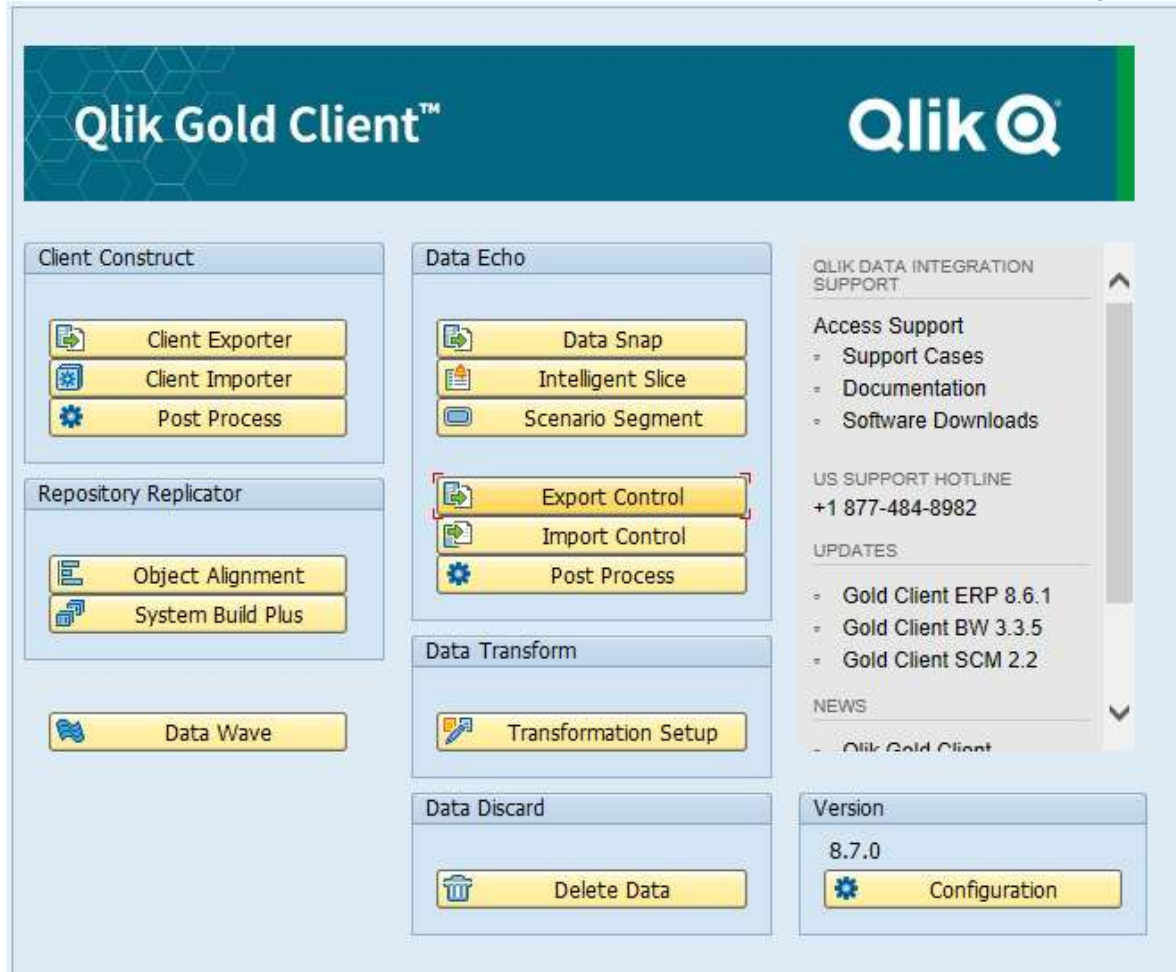 Qlik Gold Client™
Qlik
Client Construct
Client Exporter
Client Importer
Post Process
Repository Replicator
Object Alignment
System Build Plus
Data Wave
Data Echo
Data Snap
Intelligent Slice
Scenario Segment
Export Control
Import Control
Post Process
Data Transform
Transformation Setup
Data Discard
Delete Data
QLIK DATA INTEGRATION
SUPPORT
Access Support
Support Cases
Documentation
Software Downloads
US SUPPORT HOTLINE
+1 877-484-8982
UPDATES
Gold Client ERP 8.6.1
Gold Client BW 3.3.5
Gold Client SCM 2.2
NEWS
Qlik Gold Client
Version
8.7.0
Configuration